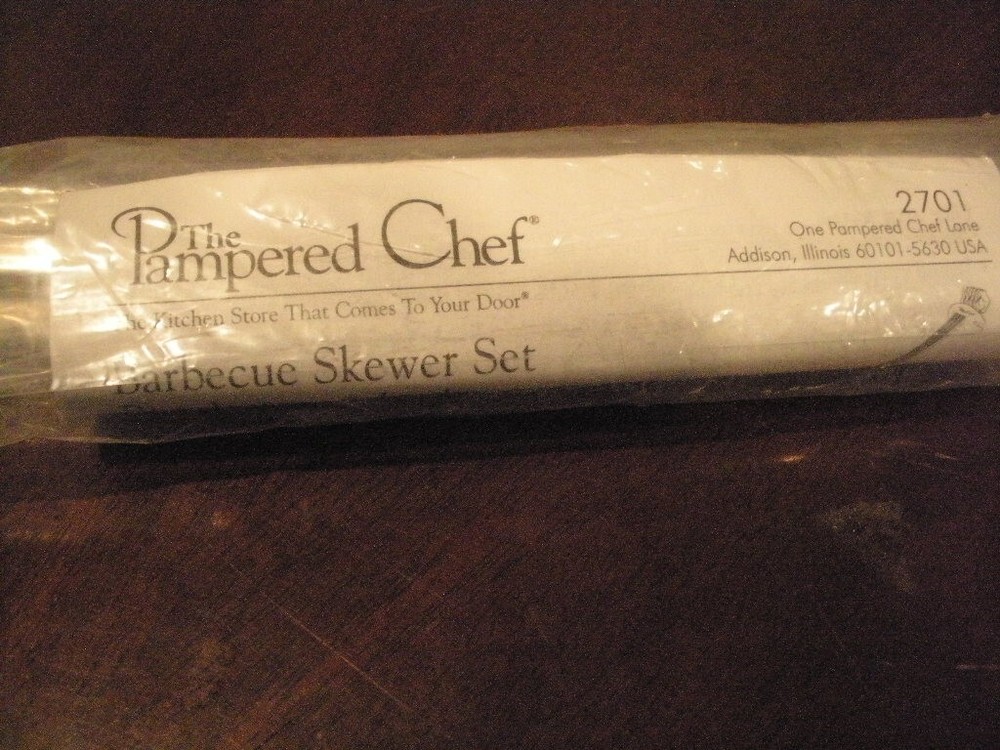 The
Pampered Chef®
The Kitchen Store That Comes To Your Door®
Barbecue Skewer Set
2701
One Pampered Chef Lane
Addison, Illinois 60101-5630 USA